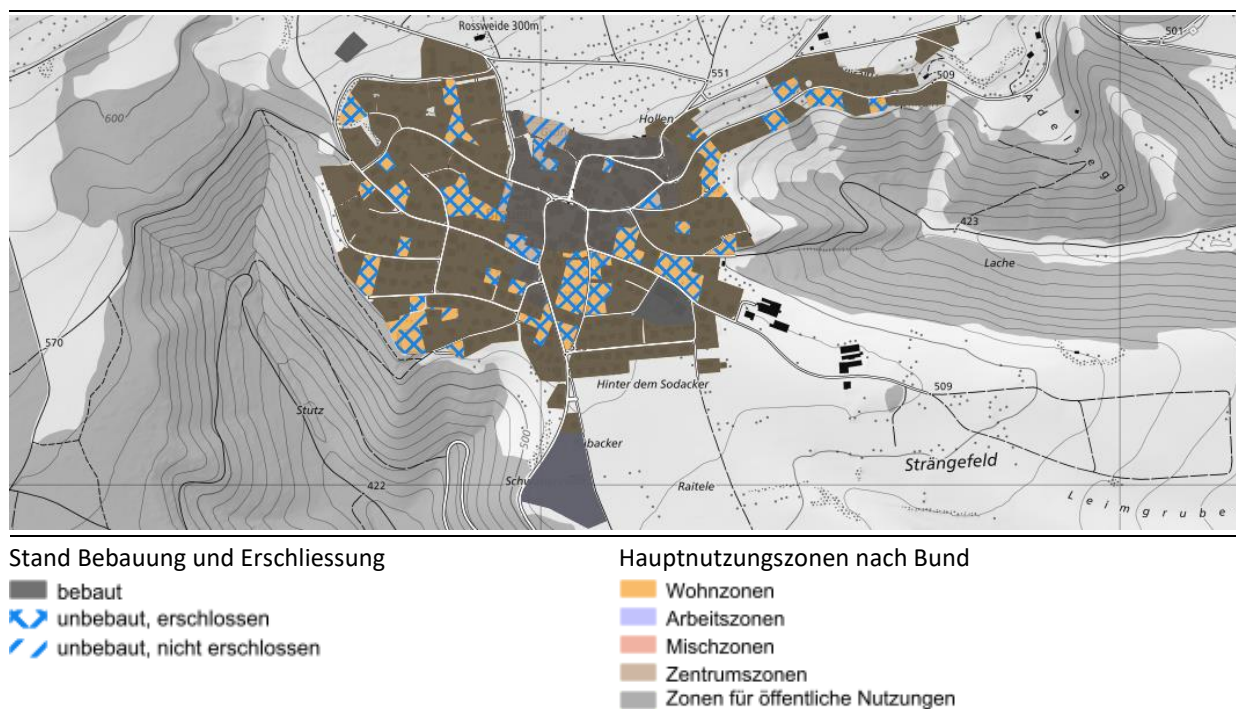 Rossweide 300m
501
551
509
600
Hollen
Adelsegg
423
Lache
570
509
Hinter dem Sodacker
Stutz
500
Strängefeld
422
Raitele
Leimgrube
Stand Bebauung und Erschliessung
Hauptnutzungszonen nach Bund
bebaut
Wohnzonen
unbebaut, erschlossen
Arbeitszonen
unbebaut, nicht erschlossen
Mischzonen
Zentrumszonen
Zonen für öffentliche Nutzungen